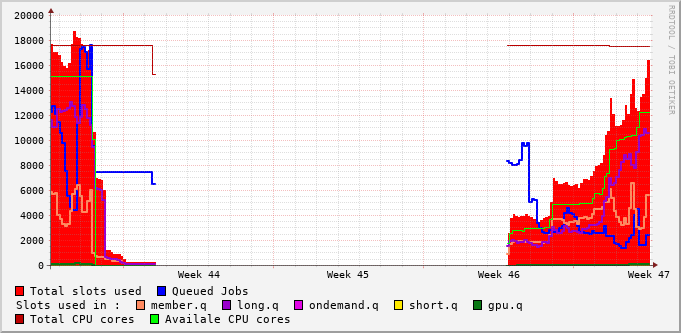 20000
18000
16000
14000
12000
10000
8000
6000
4000
2000
0
Week 44 Week 45 Week 46 Week 47
RRDTOOL / TOBI OETIKER
Total slots used Queued Jobs
Slots used in : member.q long.q ondemand.q short.q gpu.q
Total CPU cores Availale CPU cores